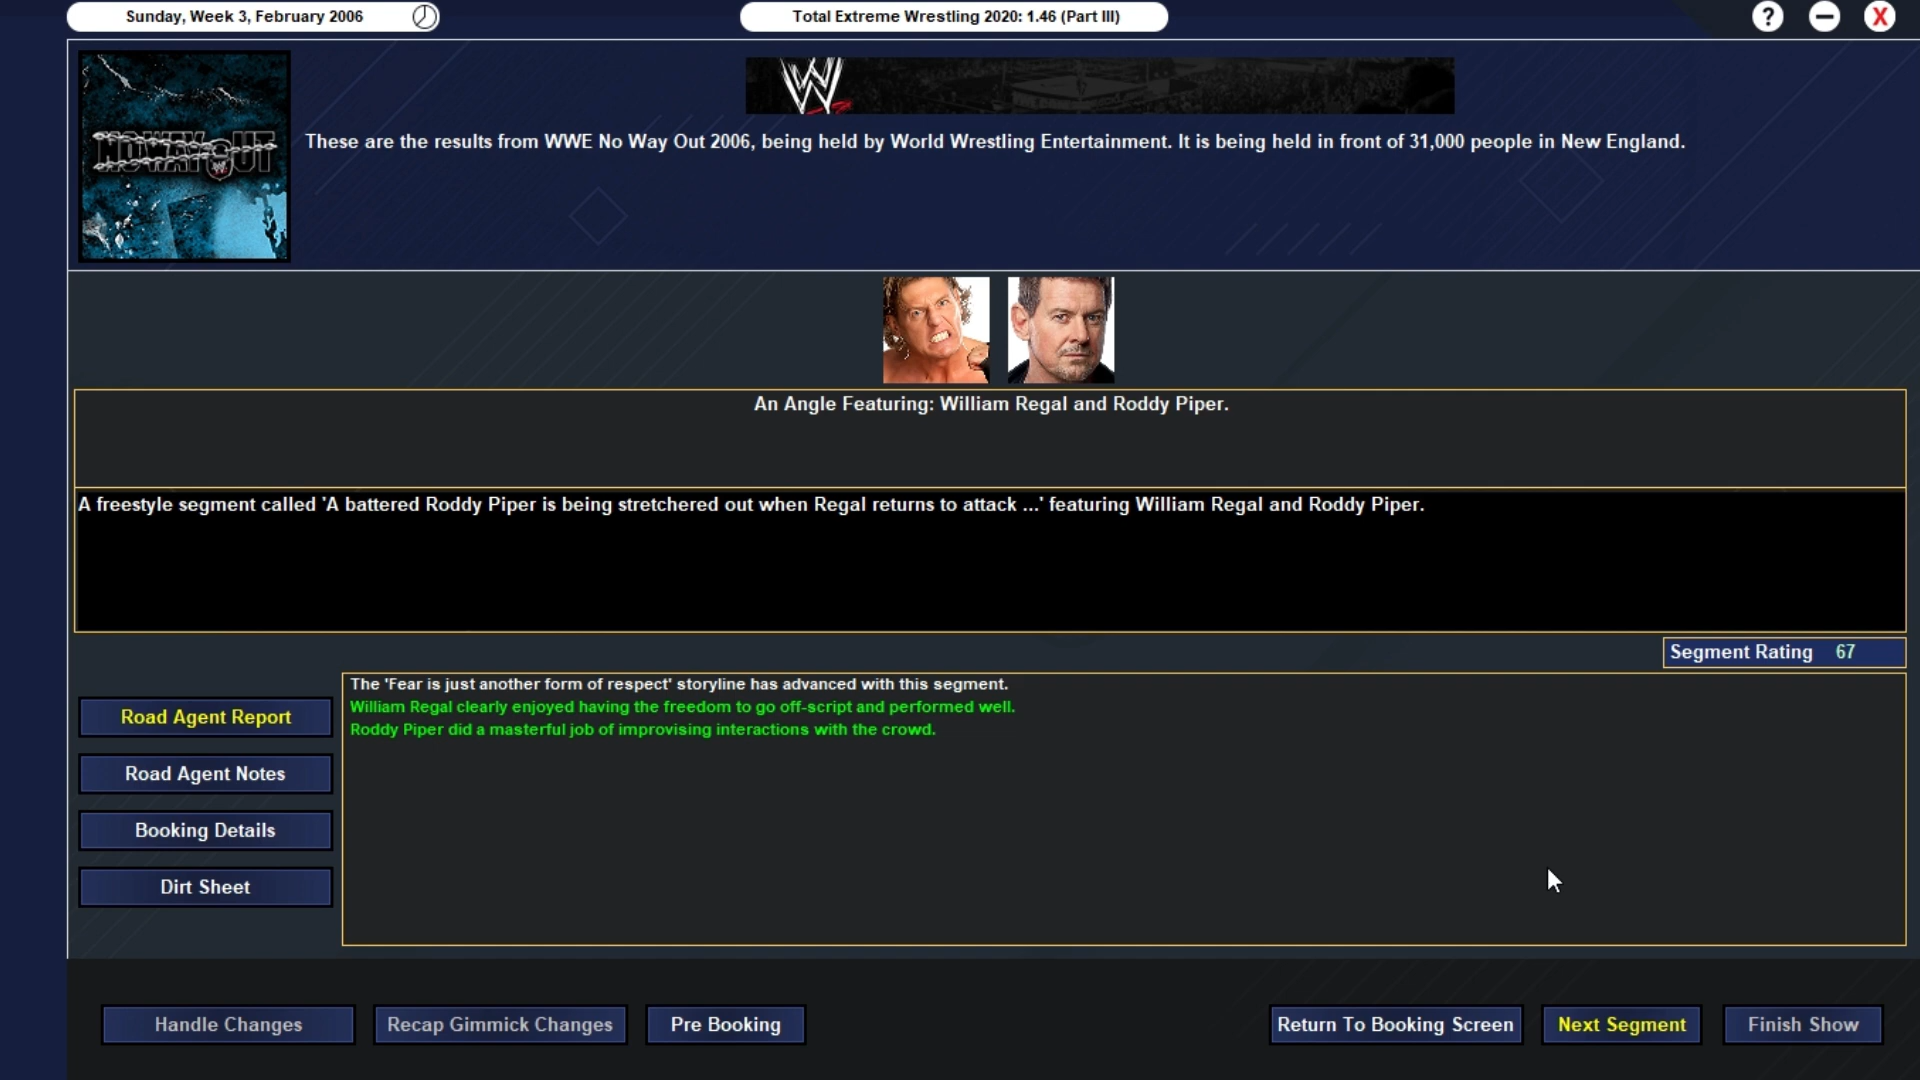 Sunday, Week 3, February 2006
Total Extreme Wrestling 2020: 1.46 (Part III)
?
X
W
NO WAY OUT
These are the results from WWE No Way Out 2006, being held by World Wrestling Entertainment. It is being held in front of 31,000 people in New England.
An Angle Featuring: William Regal and Roddy Piper.
A freestyle segment called 'A battered Roddy Piper is being stretchered out when Regal returns to attack ...' featuring William Regal and Roddy Piper.
Segment Rating 67
The 'Fear is just another form of respect' storyline has advanced with this segment.
William Regal clearly enjoyed having the freedom to go off-script and performed well.
Roddy Piper did a masterful job of improvising interactions with the crowd.
Road Agent Report
Road Agent Notes
Booking Details
Dirt Sheet
Handle Changes
Recap Gimmick Changes
Pre Booking
Return To Booking Screen
Next Segment
Finish Show